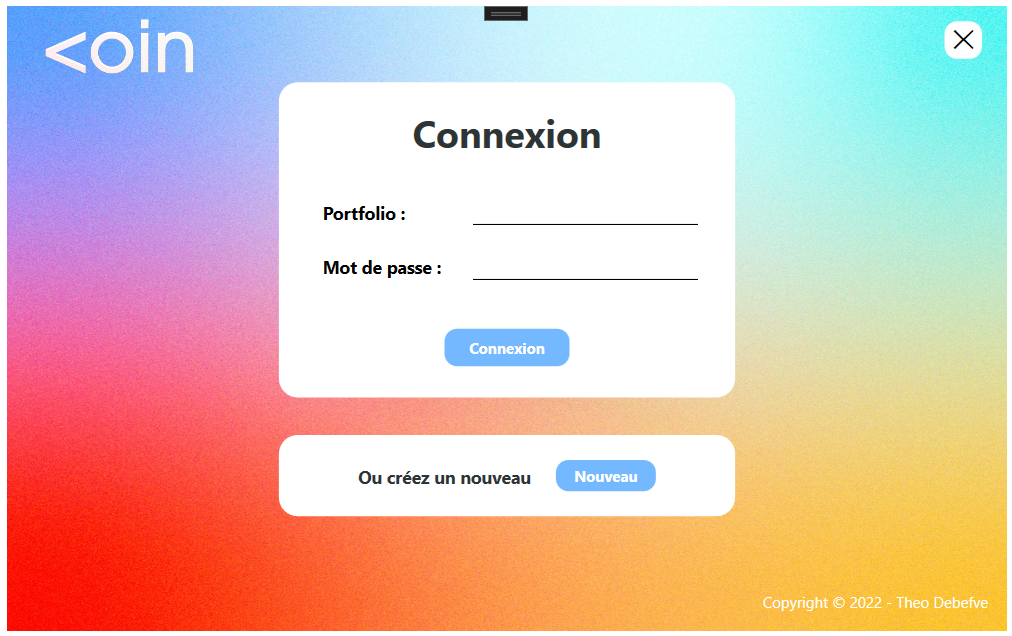 <oin
Connexion
Portfolio :
Mot de passe :
Connexion
Ou créez un nouveau
Nouveau
Copyright © 2022 - Theo Debefve